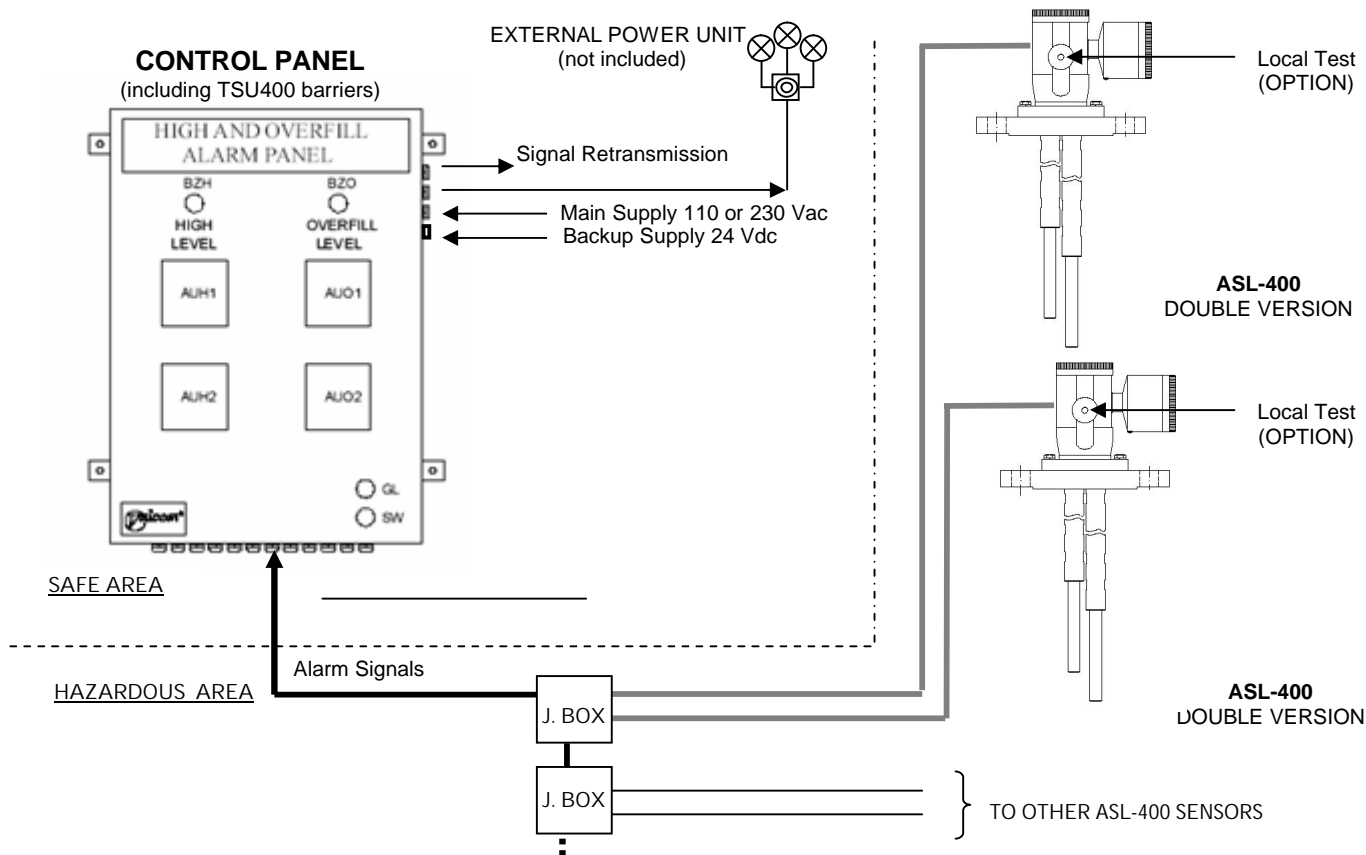 CONTROL PANEL
(including TSU400 barriers)
HIGH AND OVERFILL
ALARM PANEL
BZH
BZO
HIGH
LEVEL
OVERFILL
LEVEL
AUH1
AUO1
AUH2
AUO2
GL
SW
EXTERNAL POWER UNIT
(not included)
Signal Retransmission
Main Supply 110 or 230 Vac
Backup Supply 24 Vdc
Local Test
(OPTION)
ASL-400
DOUBLE VERSION
Local Test
(OPTION)
ASL-400
DOUBLE VERSION
SAFE AREA
HAZARDOUS AREA
Alarm Signals
J. BOX
J. BOX
TO OTHER ASL-400 SENSORS